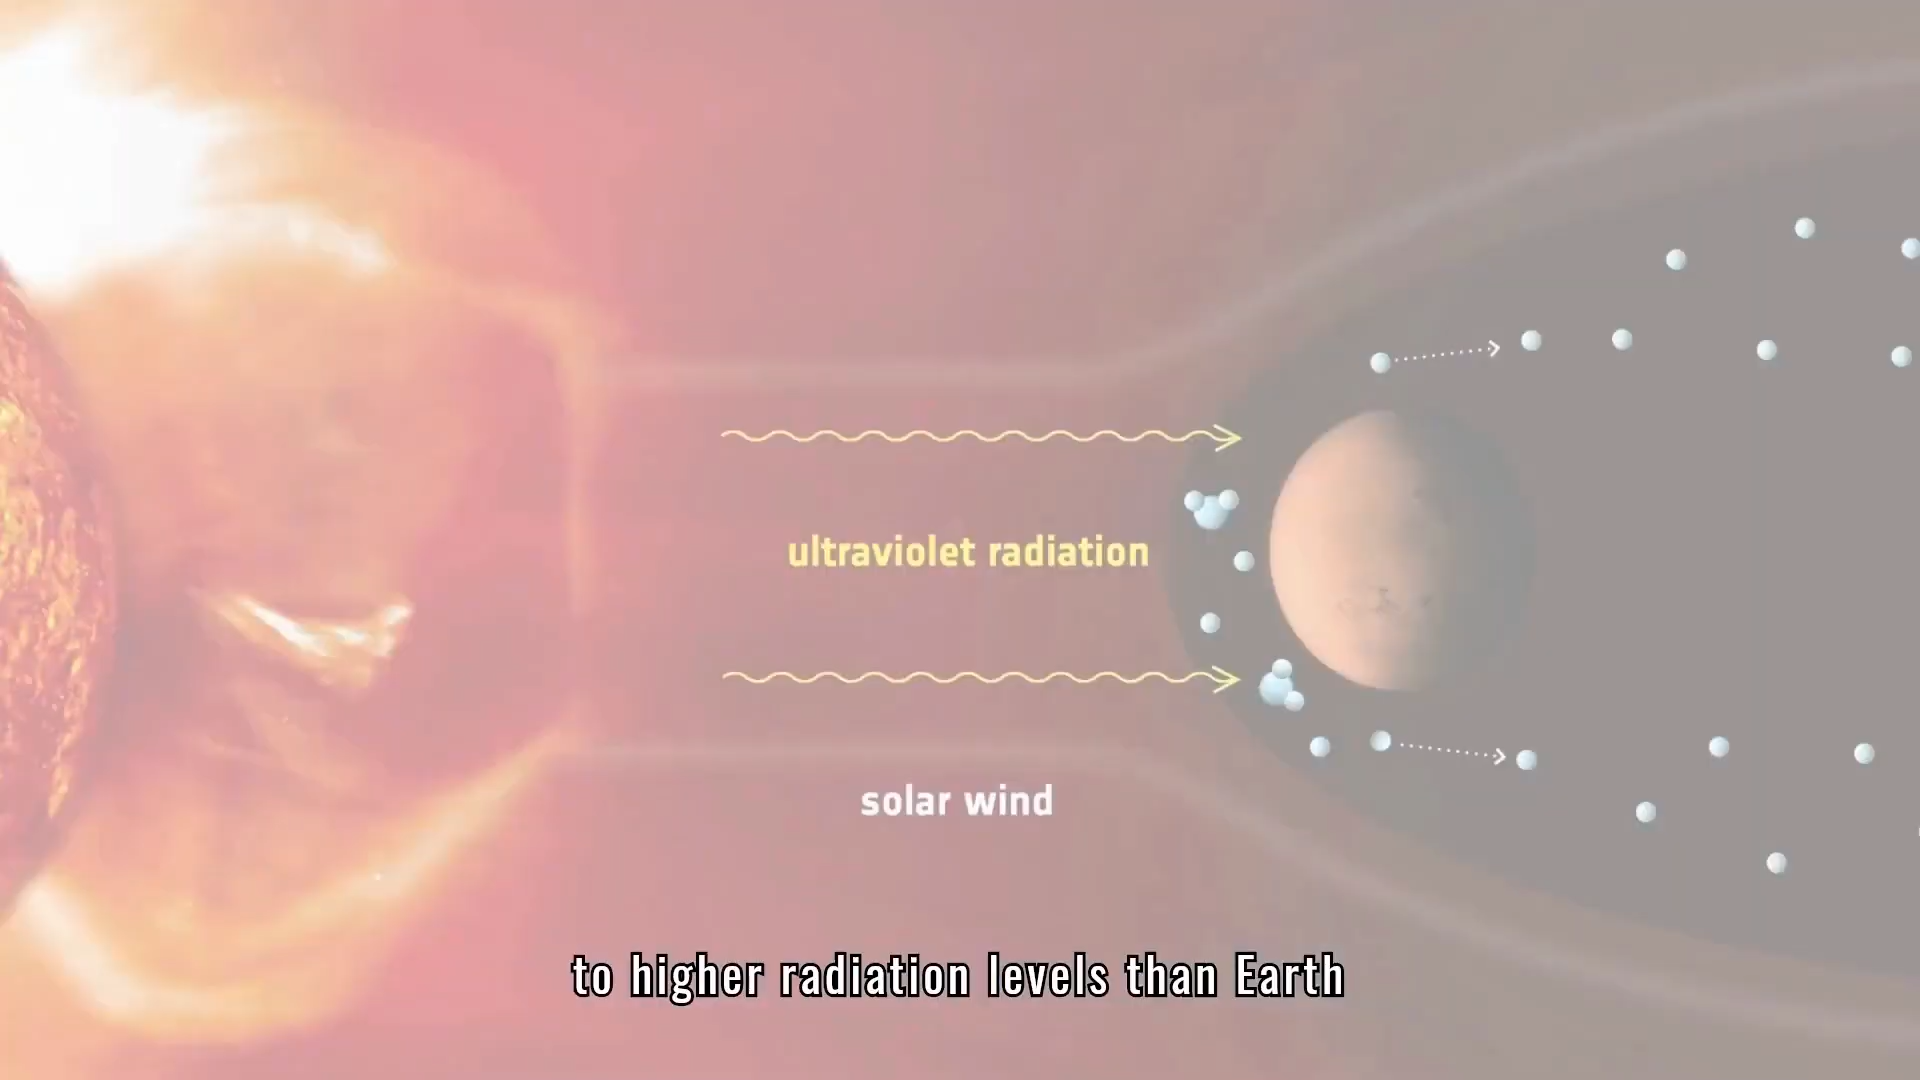 ultraviolet radiation
solar wind
to higher radiation levels than Earth